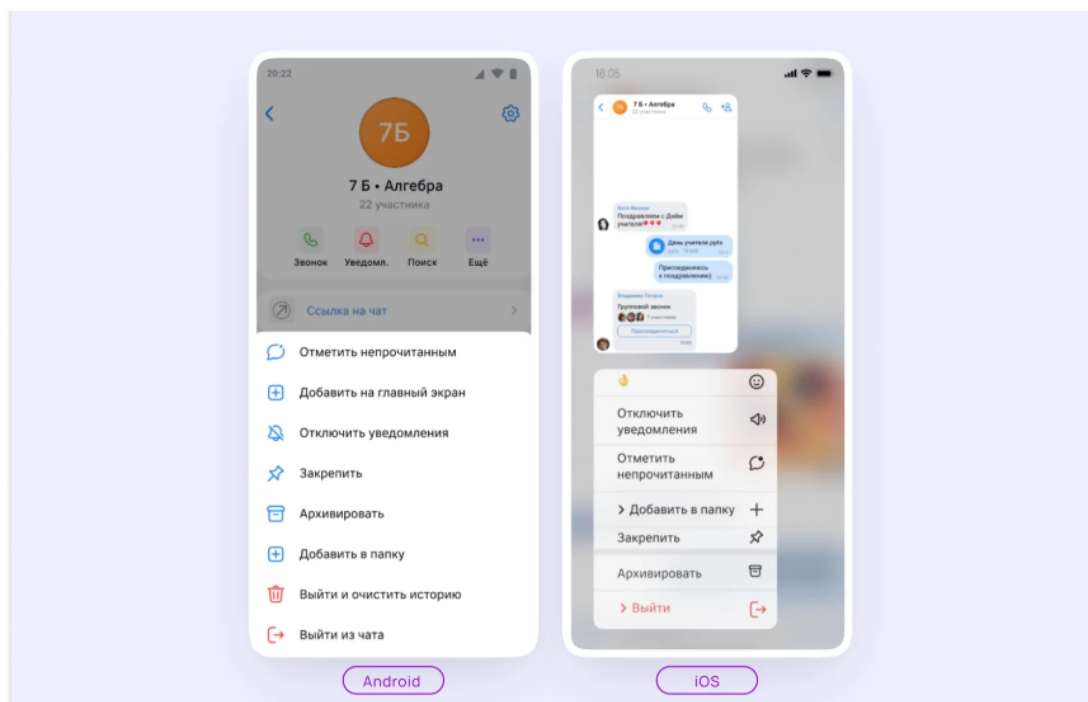 20:22
7Б
7 Б • Алгебра
22 участника
Звонок Уведомл. Поиск Ещё
Ссылка на чат
Отметить непрочитанным
Добавить на главный экран
Отключить уведомления
Закрепить
Архивировать
Добавить в папку
Выйти и очистить историю
Выйти из чата
Android
16:05
7 Б • Алгебра
22 участника
Поздравляем с Днём
учителя!
День учителя.pptx
Присоединяюсь
к поздравлению)
Владимир Петров
Групповой звонок
7 участников
Присоединиться
Отключить
уведомления
Отметить
непрочитанным
Добавить в папку
Закрепить
Архивировать
Выйти
iOS